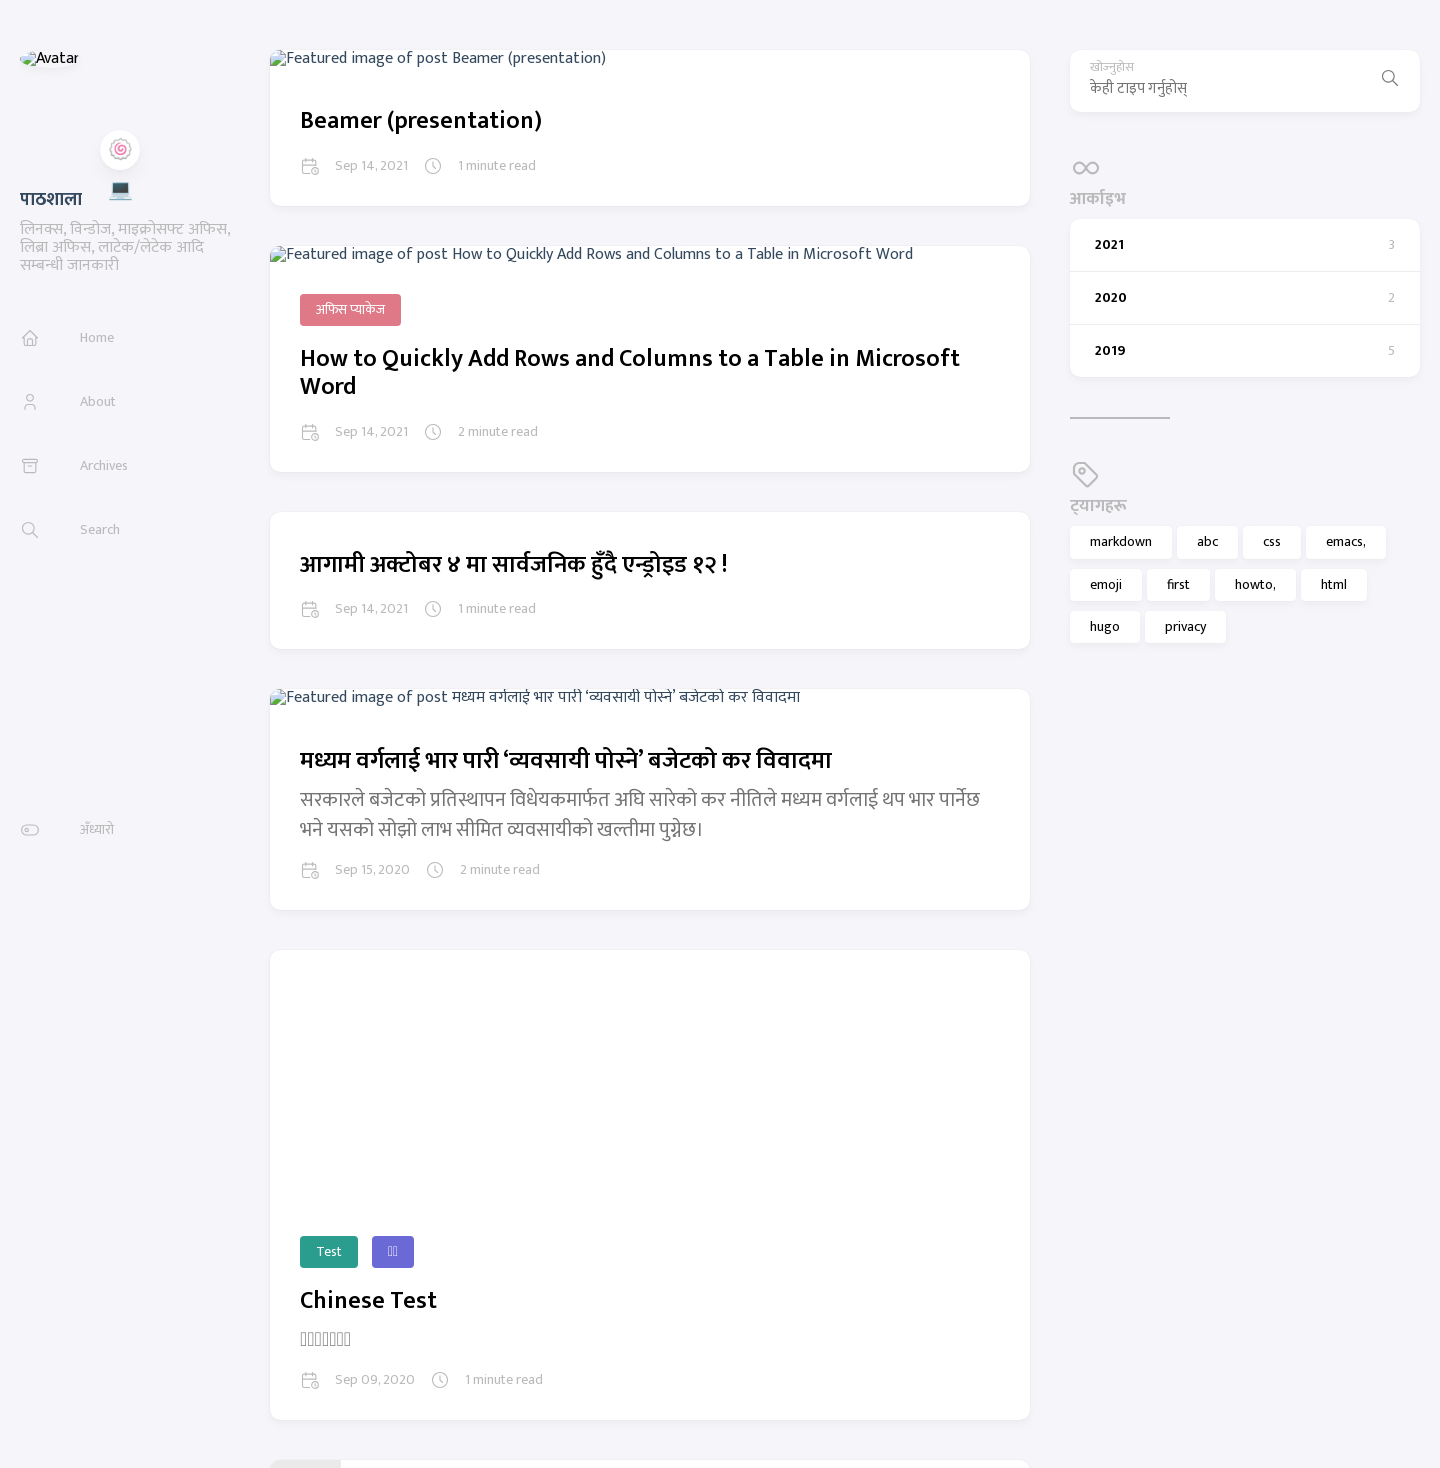 Avatar
पाठशाला
लिनक्स, विन्डोज, माइक्रोसफ्ट अफिस,
लिब्रा अफिस, लाटेक/लेटेक आदि
सम्बन्धी जानकारी
Home
About
Archives
Search
अँध्यारो
Featured image of post Beamer (presentation)
Beamer (presentation)
Sep 14, 2021 1 minute read
Featured image of post How to Quickly Add Rows and Columns to a Table in Microsoft Word
अफिस प्याकेज
How to Quickly Add Rows and Columns to a Table in Microsoft
Word
Sep 14, 2021 2 minute read
आगामी अक्टोबर ४ मा सार्वजनिक हुँदै एन्ड्रोइड १२ !
Sep 14, 2021 1 minute read
Featured image of post मध्यम वर्गलाई भार पारी ‘व्यवसायी पोस्ने’ बजेटको कर विवादमा
मध्यम वर्गलाई भार पारी ‘व्यवसायी पोस्ने’ बजेटको कर विवादमा
सरकारले बजेटको प्रतिस्थापन विधेयकमार्फत अघि सारेको कर नीतिले मध्यम वर्गलाई थप भार पार्नेछ
भने यसको सोझो लाभ सीमित व्यवसायीको खल्तीमा पुग्नेछ।
Sep 15, 2020 2 minute read
Test
Chinese Test
Sep 09, 2020 1 minute read
खोज्नुहोस
केही टाइप गर्नुहोस्
आर्काइभ
2021 3
2020 2
2019 5
ट्यागहरू
markdown abc css emacs,
emoji first howto, html
hugo privacy